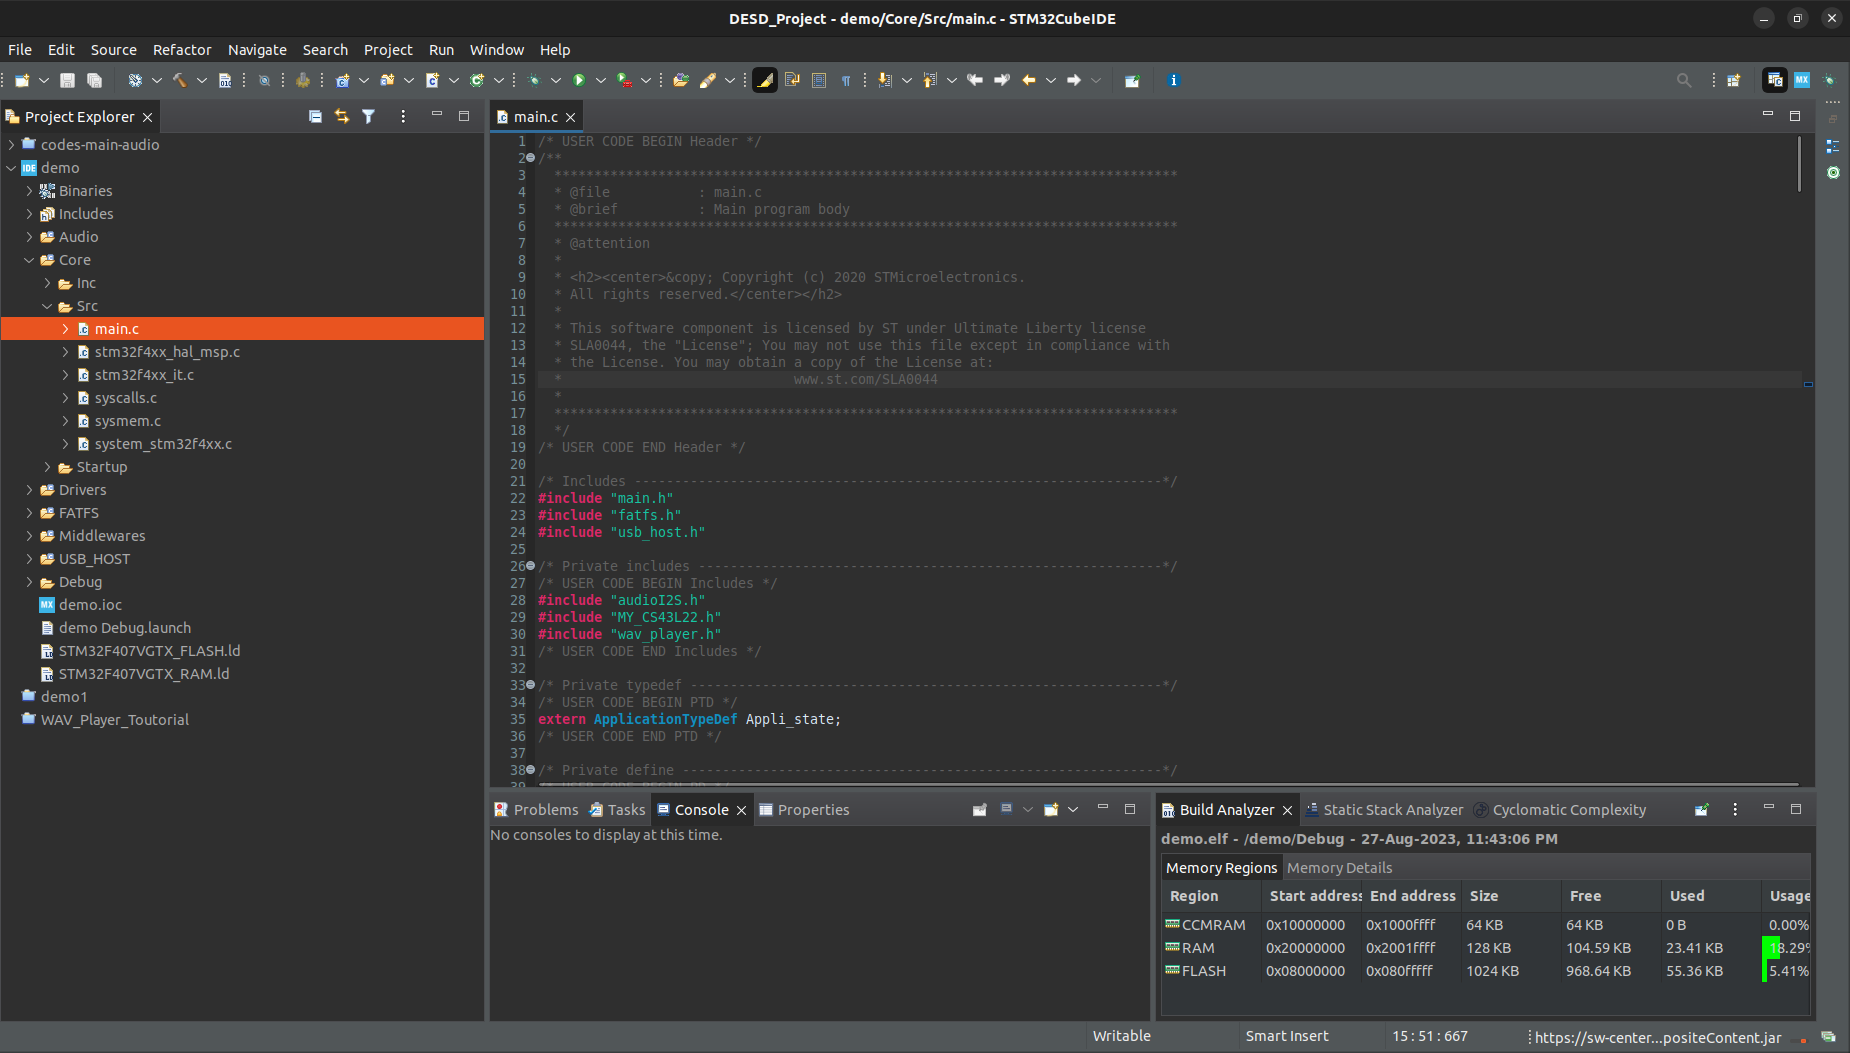 DESD_Project - demo/Core/Src/main.c - STM32CubeIDE
File Edit Source Refactor Navigate Search Project Run Window Help
Project Explorer
codes-main-audio
demo
Binaries
Includes
Audio
Core
Inc
Src
main.c
stm32f4xx_hal_msp.c
stm32f4xx_it.c
syscalls.c
sysmem.c
system_stm32f4xx.c
Startup
Drivers
FATFS
Middlewares
USB_HOST
Debug
demo.ioc
demo Debug.launch
STM32F407VGTX_FLASH.ld
STM32F407VGTX_RAM.ld
demo1
WAV_Player_Toutorial
main.c
1 /* USER CODE BEGIN Header */
2 /**
3 ******************************************************************************
4 * @file : main.c
5 * @brief : Main program body
6 ******************************************************************************
7 * @attention
8 *
9 * <h2><center>&copy; Copyright (c) 2020 STMicroelectronics.
10 * All rights reserved.</center></h2>
11 *
12 * This software component is licensed by ST under Ultimate Liberty license
13 * SLA0044, the "License"; You may not use this file except in compliance with
14 * the License. You may obtain a copy of the License at:
15 * www.st.com/SLA0044
16 *
17 ******************************************************************************
18 */
19 /* USER CODE END Header */
20
21 /* Includes ------------------------------------------------------------------*/
22 #include "main.h"
23 #include "fatfs.h"
24 #include "usb_host.h"
25
26 /* Private includes ----------------------------------------------------------*/
27 /* USER CODE BEGIN Includes */
28 #include "audioI2S.h"
29 #include "MY_CS43L22.h"
30 #include "wav_player.h"
31 /* USER CODE END Includes */
32
33 /* Private typedef -----------------------------------------------------------*/
34 /* USER CODE BEGIN PTD */
35 extern ApplicationTypeDef Appli_state;
36 /* USER CODE END PTD */
37
38 /* Private define ------------------------------------------------------------*/
Problems Tasks Console Properties
No consoles to display at this time.
Build Analyzer Static Stack Analyzer Cyclomatic Complexity
demo.elf - /demo/Debug - 27-Aug-2023, 11:43:06 PM
Memory Regions Memory Details
Region Start address End address Size Free Used Usage
CCMRAM 0x10000000 0x1000ffff 64 KB 64 KB 0 B 0.00%
RAM 0x20000000 0x2001ffff 128 KB 104.59 KB 23.41 KB 18.29%
FLASH 0x08000000 0x080fffff 1024 KB 968.64 KB 55.36 KB 5.41%
Writable Smart Insert 15 : 51 : 667 https://sw-center...positeContent.jar